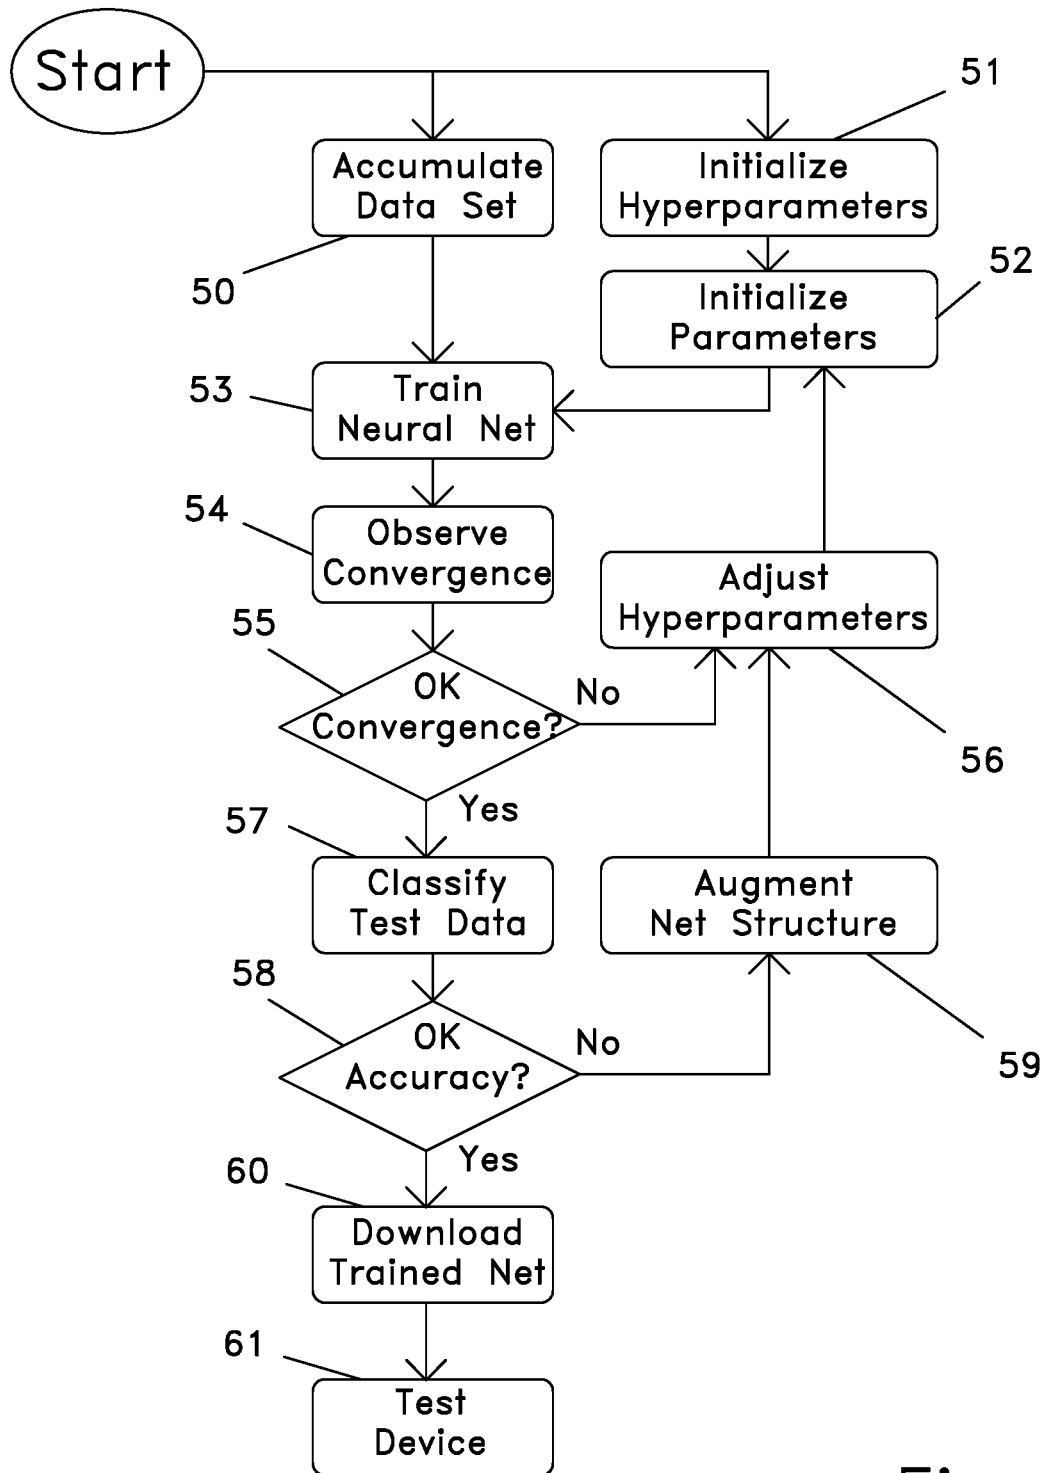 Start
51
Accumulate
Data Set
Initialize
Hyperparameters
50
52
Initialize
Parameters
53
Train
Neural Net
54
Observe
Convergence
Adjust
Hyperparameters
55
OK
Convergence?
No
56
Yes
57
Classify
Test Data
Augment
Net Structure
58
OK
Accuracy?
No
59
Yes
60
Download
Trained Net
61
Test
Device